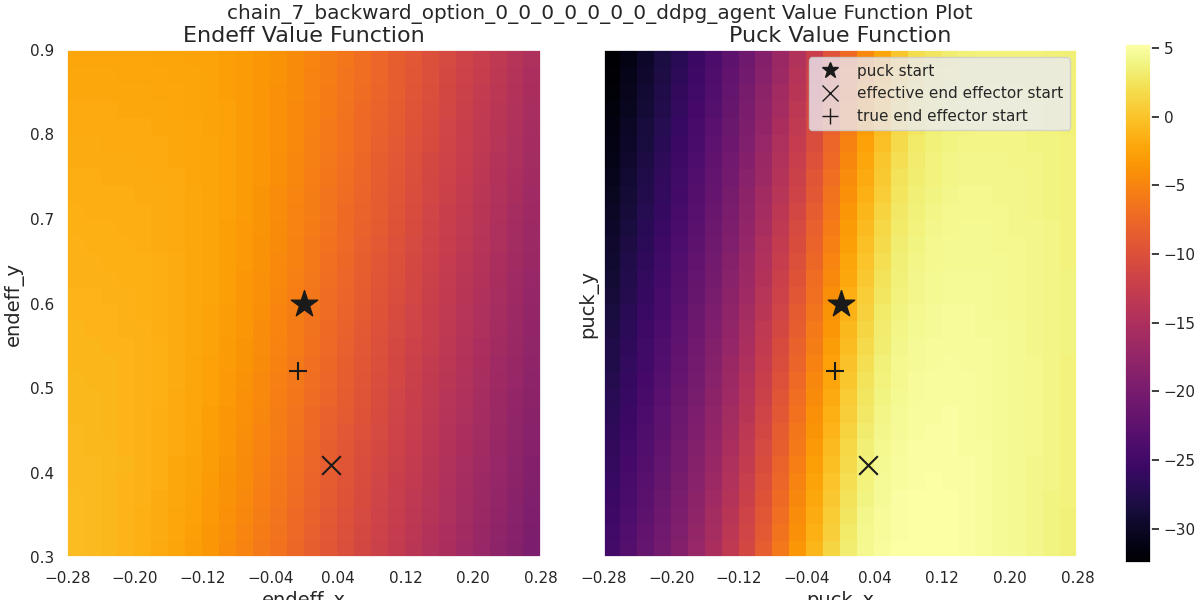 chain_7_backward_option_0_0_0_0_0_0_0_ddpg_agent Value Function Plot
Endeff Value Function
Puck Value Function
puck start
effective end effector start
true end effector start
endeff_y
0.9
0.8
0.7
0.6
0.5
0.4
0.3
−0.28 −0.20 −0.12 −0.04 0.04 0.12 0.20 0.28
endeff_x
puck_y
−0.28 −0.20 −0.12 −0.04 0.04 0.12 0.20 0.28
puck_x
5
0
−5
−10
−15
−20
−25
−30